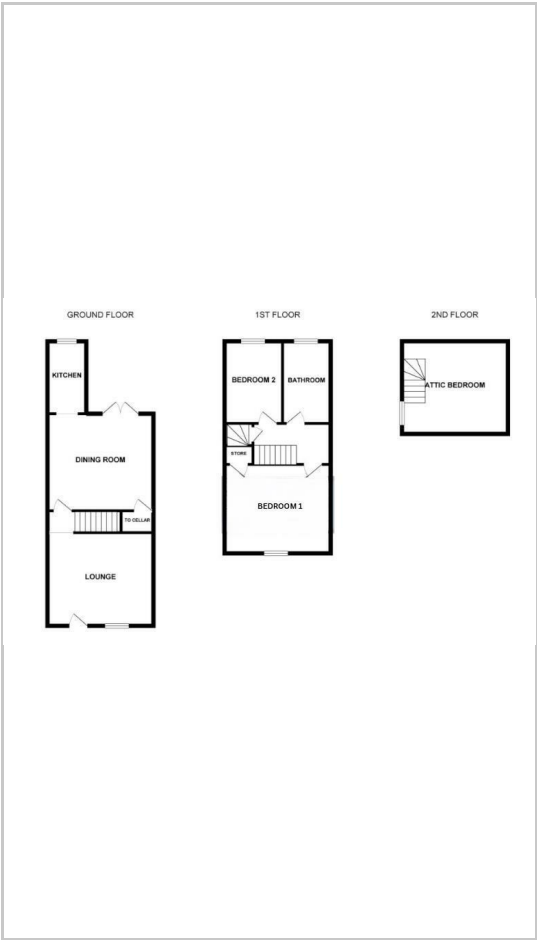 GROUND FLOOR
KITCHEN
DINING ROOM
TO CELLAR
LOUNGE
1ST FLOOR
BEDROOM 2
BATHROOM
STORE
BEDROOM 1
2ND FLOOR
ATTIC BEDROOM